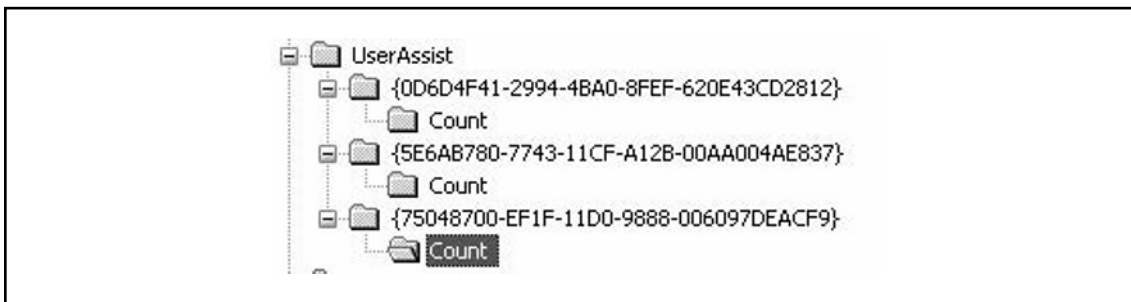 UserAssist
{0D6D4F41-2994-4BA0-8FEF-620E43CD2812}
Count
{5E6AB780-7743-11CF-A12B-00AA004AE837}
Count
{75048700-EF1F-11D0-9888-006097DEACF9}
Count